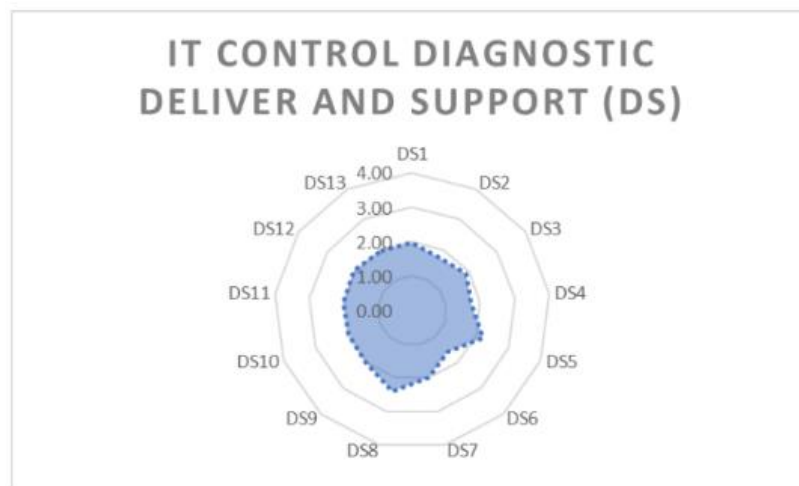 IT CONTROL DIAGNOSTIC
DELIVER AND SUPPORT (DS)
DS1
DS2
DS3
DS4
DS5
DS6
DS7
DS8
DS9
DS10
DS11
DS12
DS13
4.00
3.00
2.00
1.00
0.00